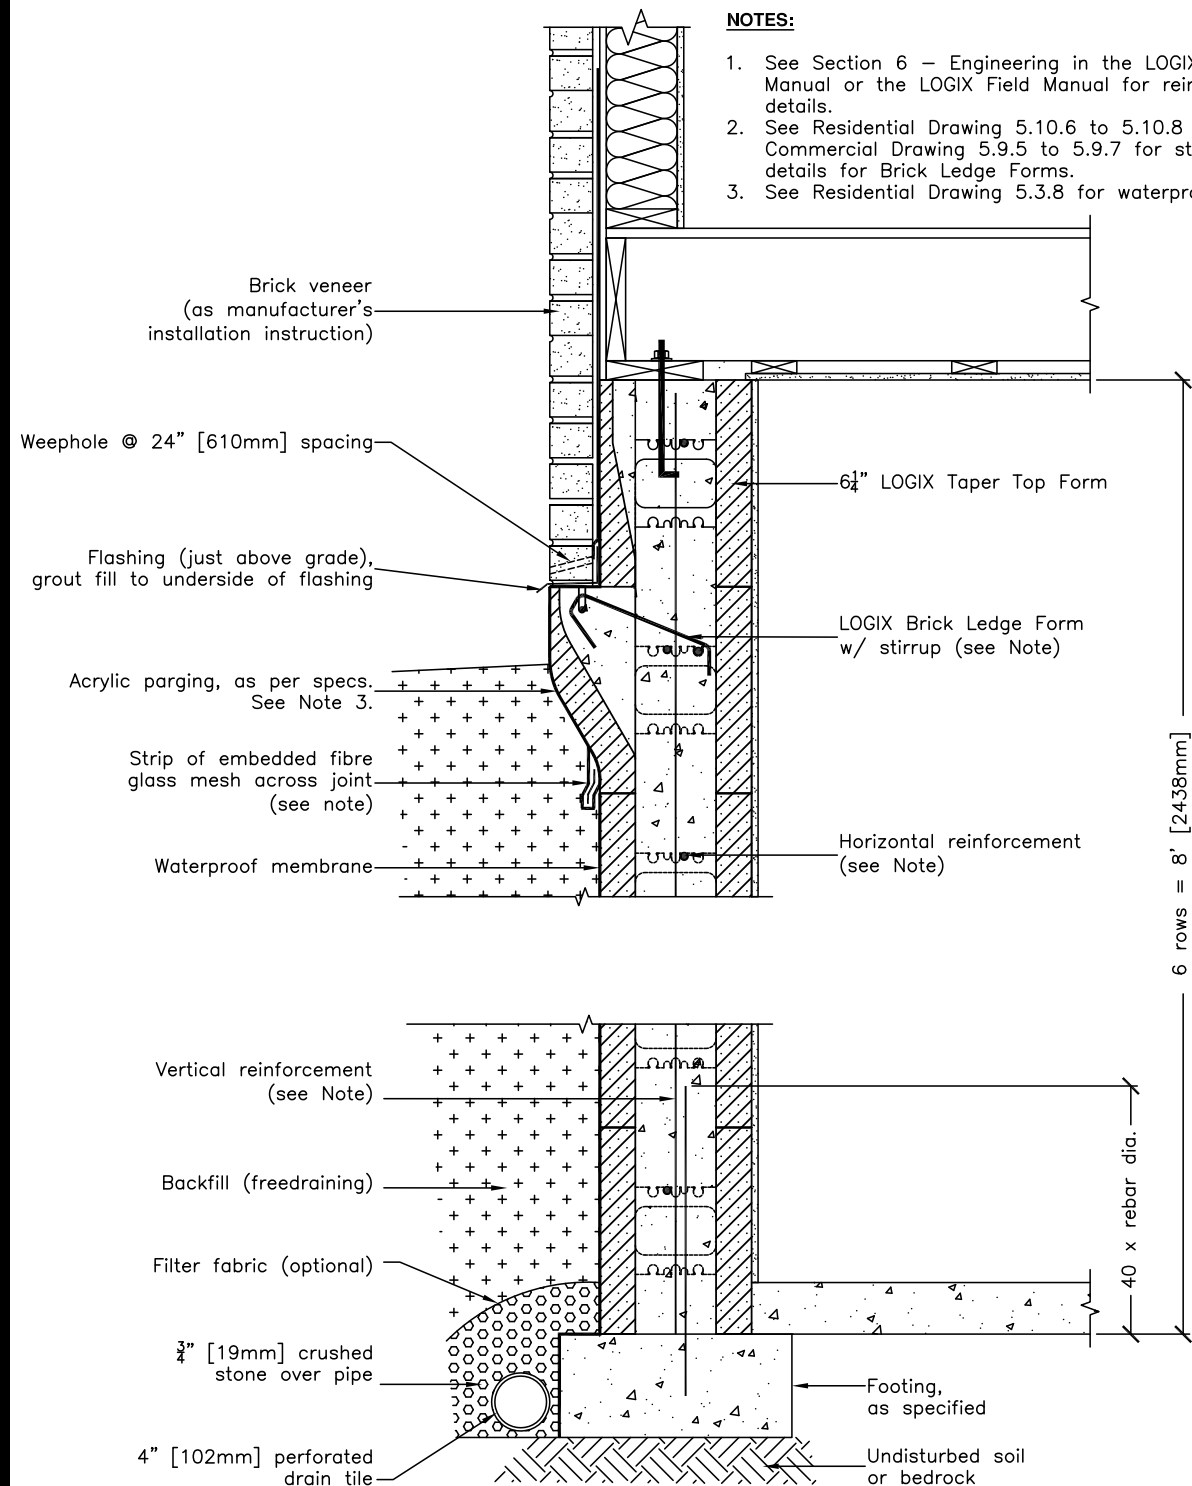 NOTES:
1. See Section 6 – Engineering in the LOGIX
Manual or the LOGIX Field Manual for
details.
2. See Residential Drawing 5.10.6 to 5.10.8
Commercial Drawing 5.9.5 to 5.9.7 for
details for Brick Ledge Forms.
3. See Residential Drawing 5.3.8 for
Brick veneer
(as manufacturer's
installation instruction)
Weephole @ 24" [610mm] spacing
6¼" LOGIX Taper Top Form
Flashing (just above grade),
grout fill to underside of flashing
LOGIX Brick Ledge Form
w/ stirrup (see Note)
Acrylic parging, as per specs.
See Note 3.
Strip of embedded fibre
glass mesh across joint
(see note)
Horizontal reinforcement
(see Note)
Waterproof membrane
6 rows = 8' [2438mm]
Vertical reinforcement
(see Note)
40 x rebar dia.
Backfill (freedraining)
Filter fabric (optional)
¾" [19mm] crushed
stone over pipe
Footing,
as specified
4" [102mm] perforated
drain tile
Undisturbed soil
or bedrock